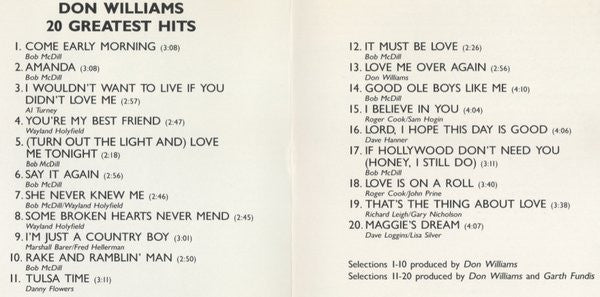 DON WILLIAMS
20 GREATEST HITS
1. COME EARLY MORNING (3:08)
Bob McDill
2. AMANDA (3:08)
Bob McDill
3. I WOULDN'T WANT TO LIVE IF YOU
DIDN'T LOVE ME (2:57)
Al Turney
4. YOU'RE MY BEST FRIEND (2:47)
Wayland Holyfield
5. (TURN OUT THE LIGHT AND) LOVE
ME TONIGHT (2:18)
Bob McDill
6. SAY IT AGAIN (2:56)
Bob McDill
7. SHE NEVER KNEW ME (2:46)
Bob McDill/Wayland Holyfield
8. SOME BROKEN HEARTS NEVER MEND (2:45)
Wayland Holyfield
9. I'M JUST A COUNTRY BOY (3:01)
Marshall Barer/Fred Hellerman
10. RAKE AND RAMBLIN' MAN (2:50)
Bob McDill
11. TULSA TIME (3:11)
Danny Flowers
12. IT MUST BE LOVE (2:26)
Bob McDill
13. LOVE ME OVER AGAIN (2:56)
Don Williams
14. GOOD OLE BOYS LIKE ME (4:10)
Bob McDill
15. I BELIEVE IN YOU (4:04)
Roger Cook/Sam Hogin
16. LORD, I HOPE THIS DAY IS GOOD (4:06)
Dave Hanner
17. IF HOLLYWOOD DON'T NEED YOU
(HONEY, I STILL DO) (3:11)
Bob McDill
18. LOVE IS ON A ROLL (3:40)
Roger Cook/John Prine
19. THAT'S THE THING ABOUT LOVE (3:38)
Richard Leigh/Gary Nicholson
20. MAGGIE'S DREAM (4:07)
Dave Loggins/Lisa Silver
Selections 1-10 produced by Don Williams
Selections 11-20 produced by Don Williams and Garth Fundis